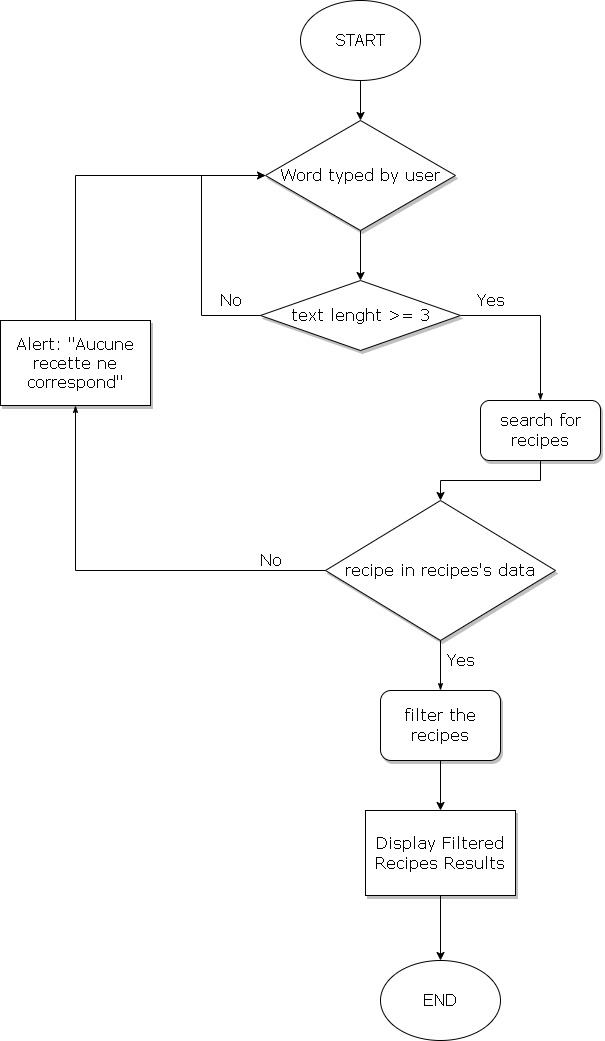 START
Word typed by user
No
text lenght >= 3
Yes
Alert: "Aucune
recette ne
correspond"
search for
recipes
No
recipe in recipes's data
Yes
filter the
recipes
Display Filtered
Recipes Results
END